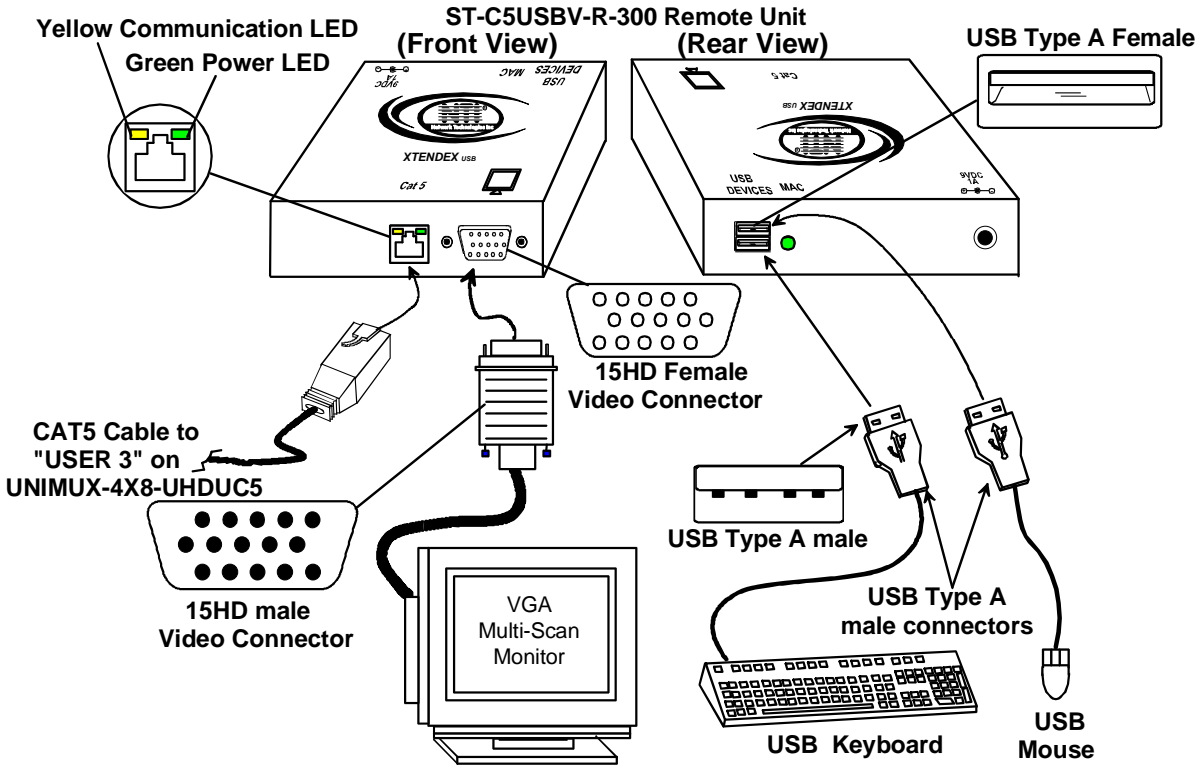 ST-C5USBV-R-300 Remote Unit
(Front View)
(Rear View)
Yellow Communication LED
Green Power LED
USB Type A Female
9VDC
1A
MAC
USB
DEVICES
XTENDEX USB
Cat 5
Cat 5
XTENDEX USB
Network Technologies Inc
USB
DEVICES
MAC
9VDC
1A
15HD Female
Video Connector
CAT5 Cable to
"USER 3" on
UNIMUX-4X8-UHDUC5
USB Type A male
15HD male
Video Connector
VGA
Multi-Scan
Monitor
USB Type A
male connectors
USB Keyboard
USB
Mouse